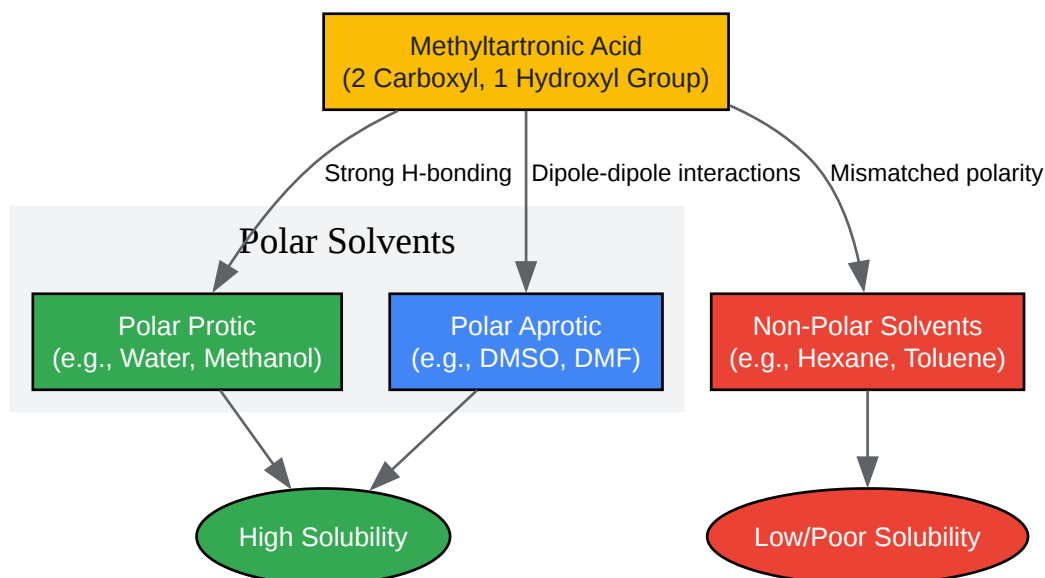 Methyltartronic Acid
(2 Carboxyl, 1 Hydroxyl Group)
Strong H-bonding
Dipole-dipole interactions
Mismatched polarity
Polar Solvents
Polar Protic
(e.g., Water, Methanol)
Polar Aprotic
(e.g., DMSO, DMF)
Non-Polar Solvents
(e.g., Hexane, Toluene)
High Solubility
Low/Poor Solubility